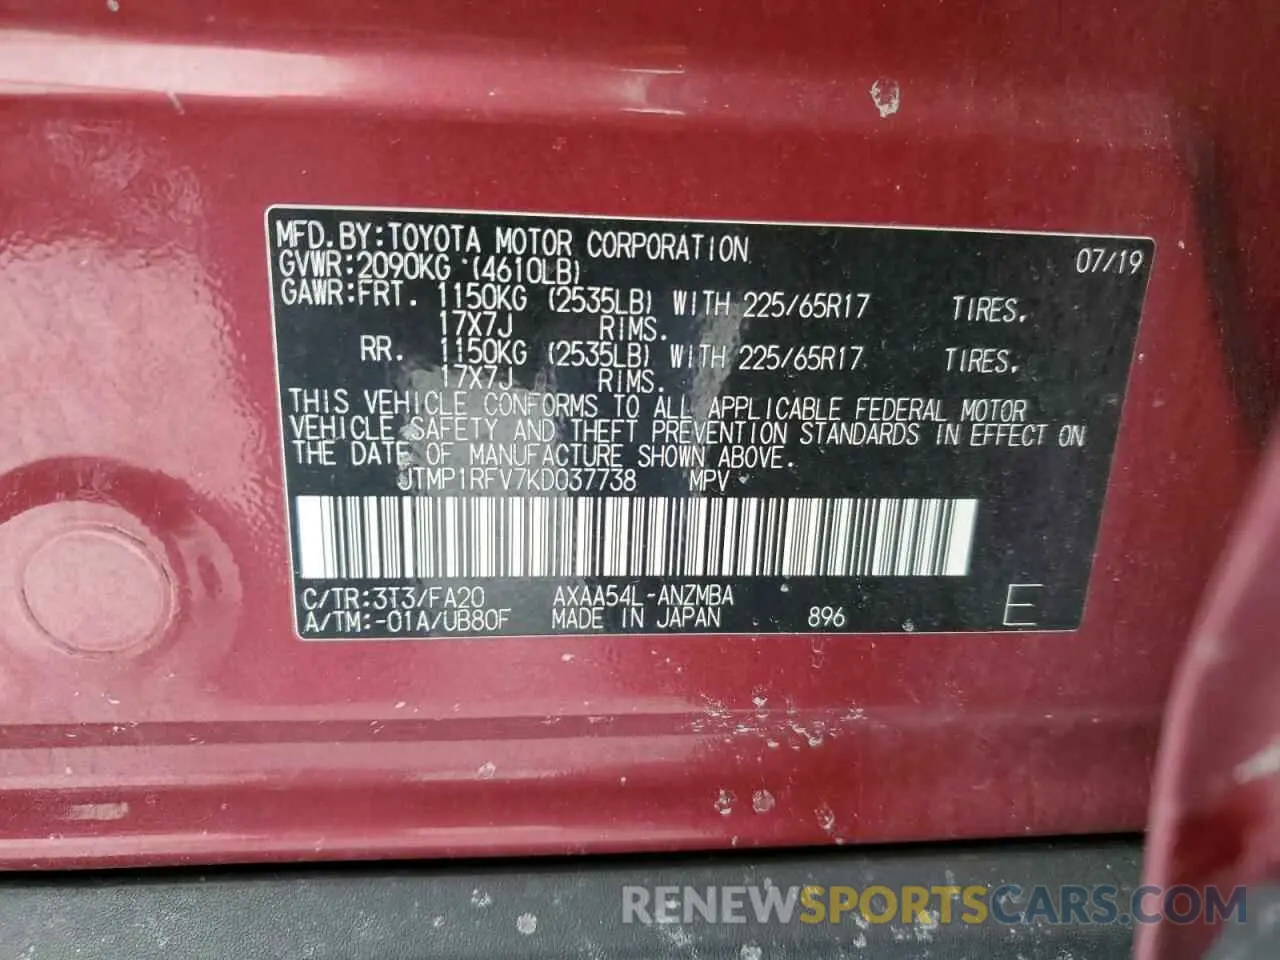 MFD.BY:TOYOTA MOTOR CORPORATION 07/19
GVWR:2090KG (4610LB)
GAWR:FRT. 1150KG (2535LB) WITH 225/65R17 TIRES.
17X7J RIMS.
RR. 1150KG (2535LB) WITH 225/65R17 TIRES.
17X7J RIMS.
THIS VEHICLE CONFORMS TO ALL APPLICABLE FEDERAL MOTOR
VEHICLE SAFETY AND THEFT PREVENTION STANDARDS IN EFFECT ON
THE DATE OF MANUFACTURE SHOWN ABOVE.
JTMP1RFV7KD037738 MPV
C/TR:3T3/FA20 AXAA54L-ANZMBA
A/TM:-01A/UB80F MADE IN JAPAN 896 E
RENEWSPORTSCARS.COM